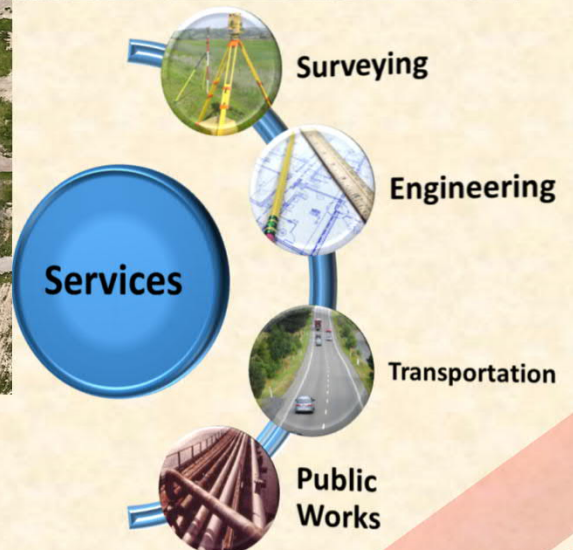 Surveying
Engineering
Services
Transportation
Public
Works